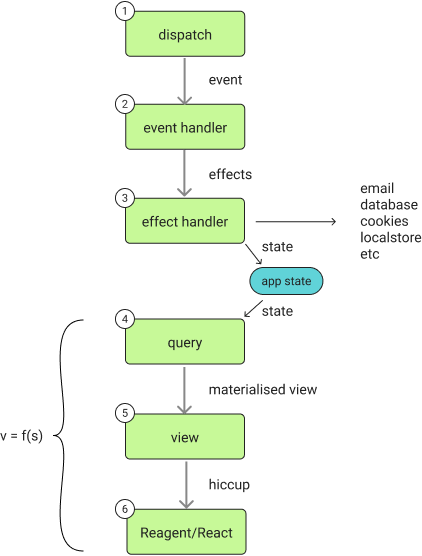 1
dispatch
event
2
event handler
effects
3
effect handler
email
database
cookies
localstore
etc
state
app state
state
4
query
materialised view
v = f(s)
5
view
hiccup
6
Reagent/React